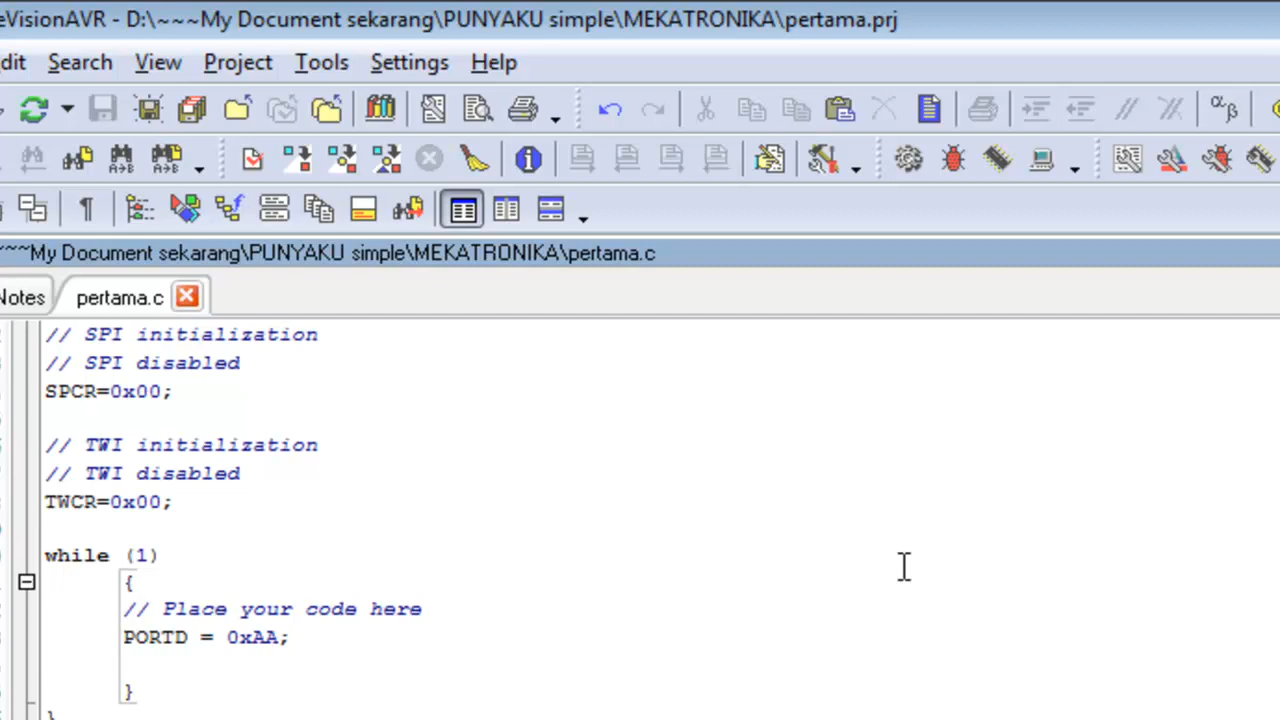 eVisionAVR - D:\~~~My Document sekarang\PUNYAKU simple\MEKATRONIKA\pertama.prj
dit Search View Project Tools Settings Help
~~~My Document sekarang\PUNYAKU simple\MEKATRONIKA\pertama.c
Notes pertama.c
// SPI initialization
// SPI disabled
SPCR=0x00;
// TWI initialization
// TWI disabled
TWCR=0x00;
while (1)
{
// Place your code here
PORTD = 0xAA;
}
}